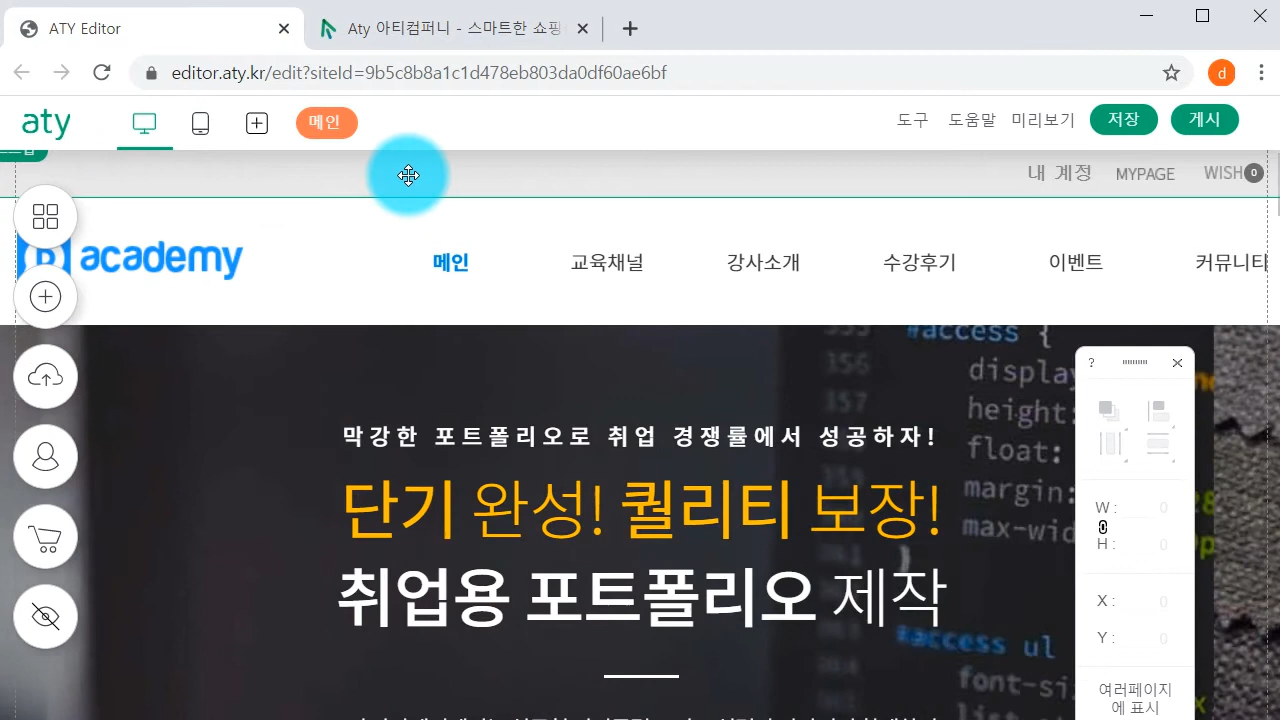 ATY Editor
Aty 아티컴퍼니 - 스마트한 쇼핑
editor.aty.kr/edit?siteId=9b5c8b8a1c1d478eb803da0df60ae6bf
d
aty
메인
도구
도움말
미리보기
저장
게시
내 계정
MYPAGE
WISH
0
academy
메인
교육채널
강사소개
수강후기
이벤트
커뮤니티
막강한 포트폴리오로 취업 경쟁률에서 성공하자!
단기 완성! 퀄리티 보장!
취업용 포트폴리오 제작
#access {
356
display
357
height:
float:
margin:
max-wid
}
#access ul
font-si
?
W :
0
H :
0
X :
0
Y :
0
여러페이지
에 표시